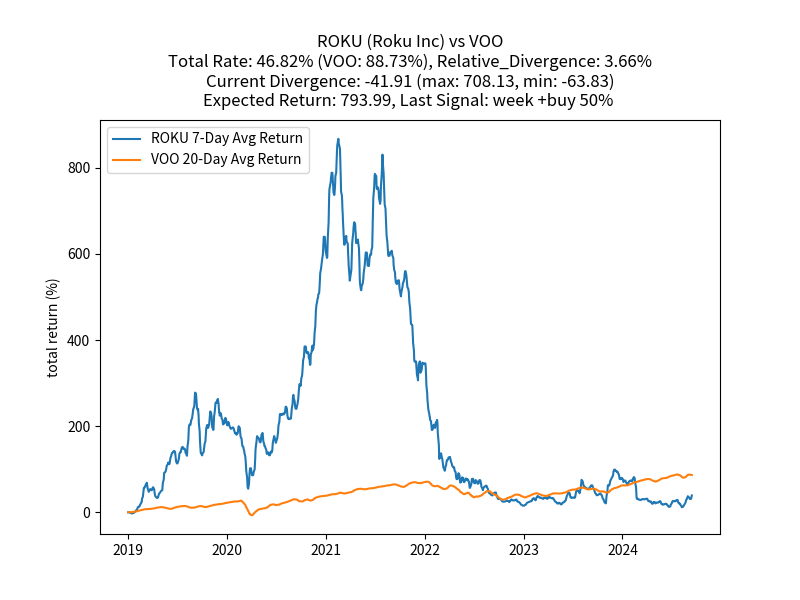 ROKU (Roku Inc) vs VOO
Total Rate: 46.82% (VOO: 88.73%), Relative_Divergence: 3.66%
Current Divergence: -41.91 (max: 708.13, min: -63.83)
Expected Return: 793.99, Last Signal: week +buy 50%
ROKU 7-Day Avg Return
VOO 20-Day Avg Return
total return (%)
800
600
400
200
0
2019 2020 2021 2022 2023 2024